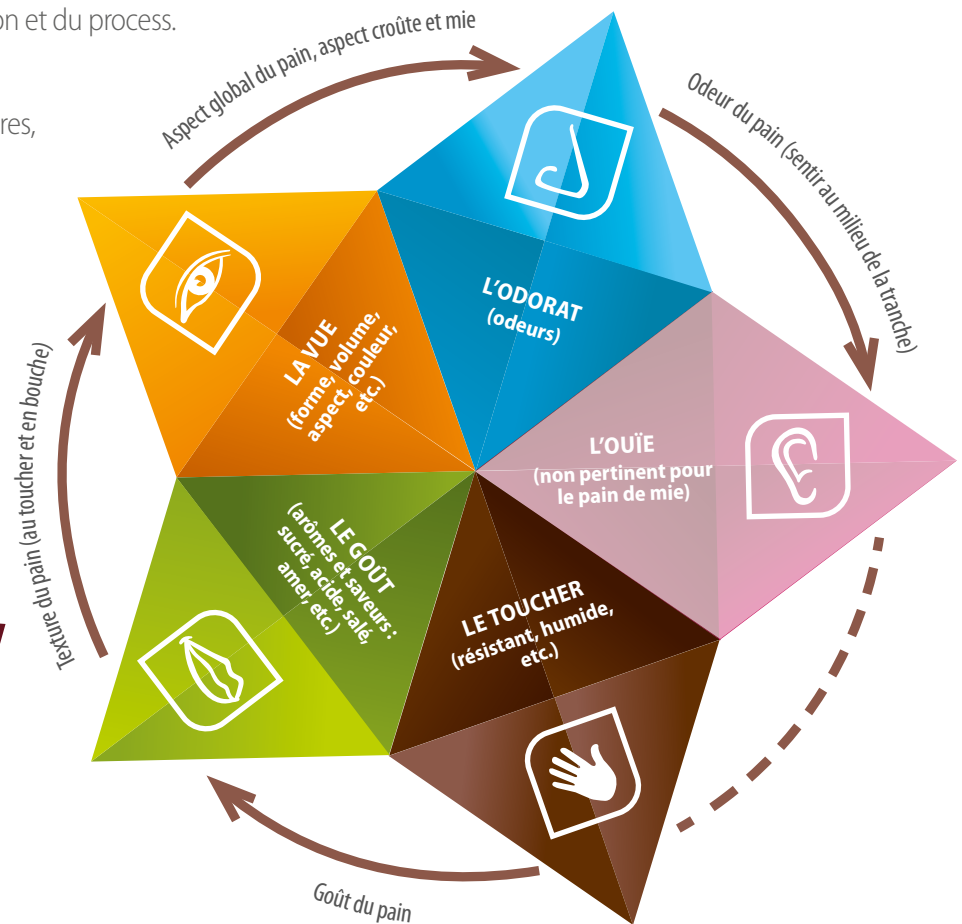 on et du process.
res,
Aspect global du pain, aspect croûte et mie
Odeur du pain (sentir au milieu de la tranche)
L'ODORAT
(odeurs)
LA VUE
(forme, volume,
aspect, couleur,
etc.)
L'OUÏE
(non pertinent pour
le pain de mie)
Texture du pain (au toucher et en bouche)
LE GOÛT
(arômes et saveurs :
sucré, acide, salé,
amer, etc.)
LE TOUCHER
(résistant, humide,
etc.)
Goût du pain